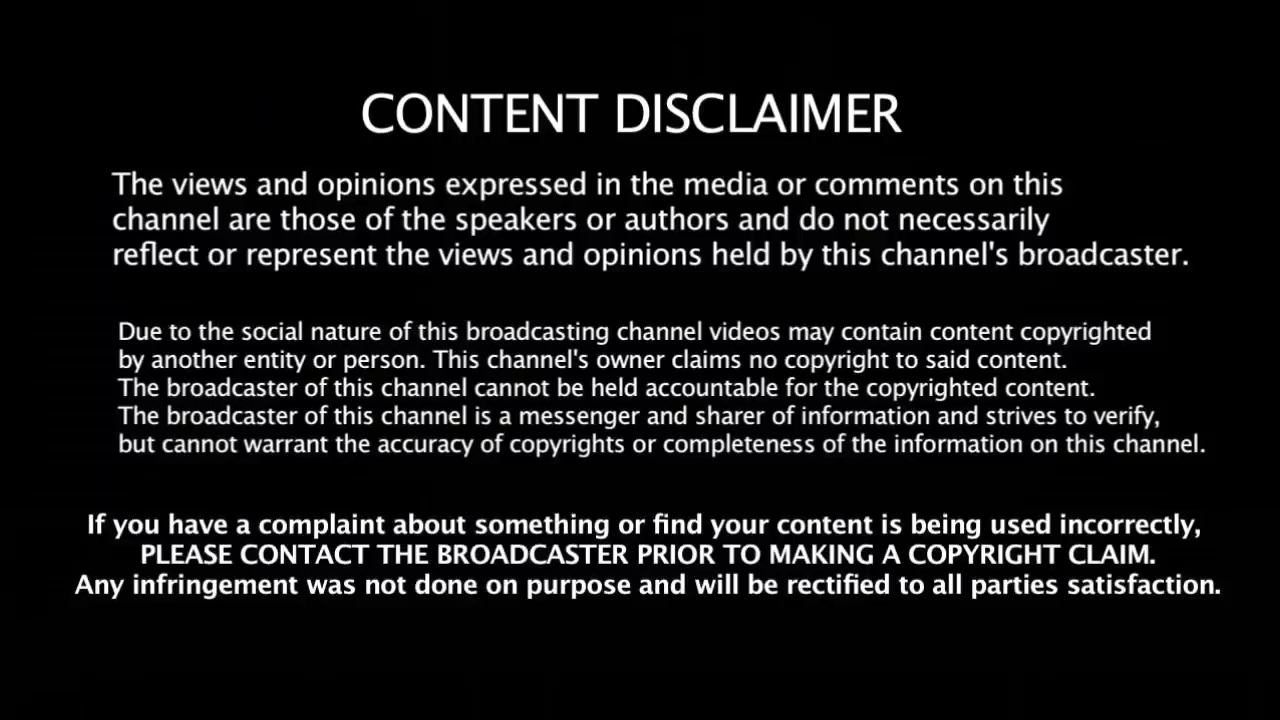 CONTENT DISCLAIMER
The views and opinions expressed in the media or comments on this
channel are those of the speakers or authors and do not necessarily
reflect or represent the views and opinions held by this channel's broadcaster.
Due to the social nature of this broadcasting channel videos may contain content copyrighted
by another entity or person. This channel's owner claims no copyright to said content.
The broadcaster of this channel cannot be held accountable for the copyrighted content.
The broadcaster of this channel is a messenger and sharer of information and strives to verify,
but cannot warrant the accuracy of copyrights or completeness of the information on this channel.
If you have a complaint about something or find your content is being used incorrectly,
PLEASE CONTACT THE BROADCASTER PRIOR TO MAKING A COPYRIGHT CLAIM.
Any infringement was not done on purpose and will be rectified to all parties satisfaction.